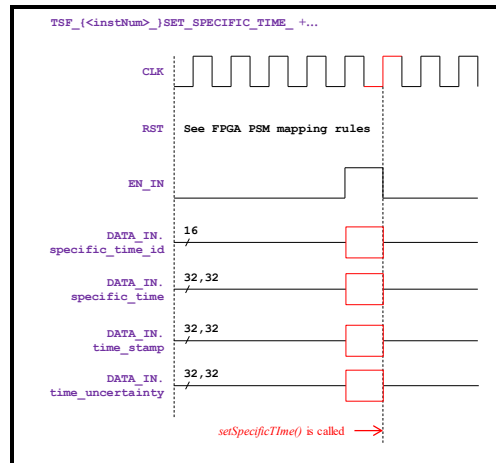 TSF_{<instNum>_}SET_SPECIFIC_TIME_ +...
CLK
RST See FPGA PSM mapping rules
EN_IN
16
DATA_IN.
specific_time_id
32,32
DATA_IN.
specific_time
32,32
DATA_IN.
time_stamp
32,32
DATA_IN.
time_uncertainty
setSpecificTIme() is called